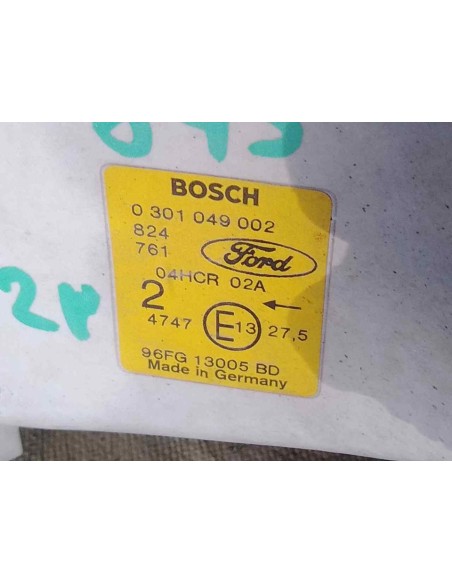 BOSCH
0 301 049 002
824
761
Ford
04HCR 02A
2 ←
4747 E13 27,5
96FG 13005 BD
Made in Germany